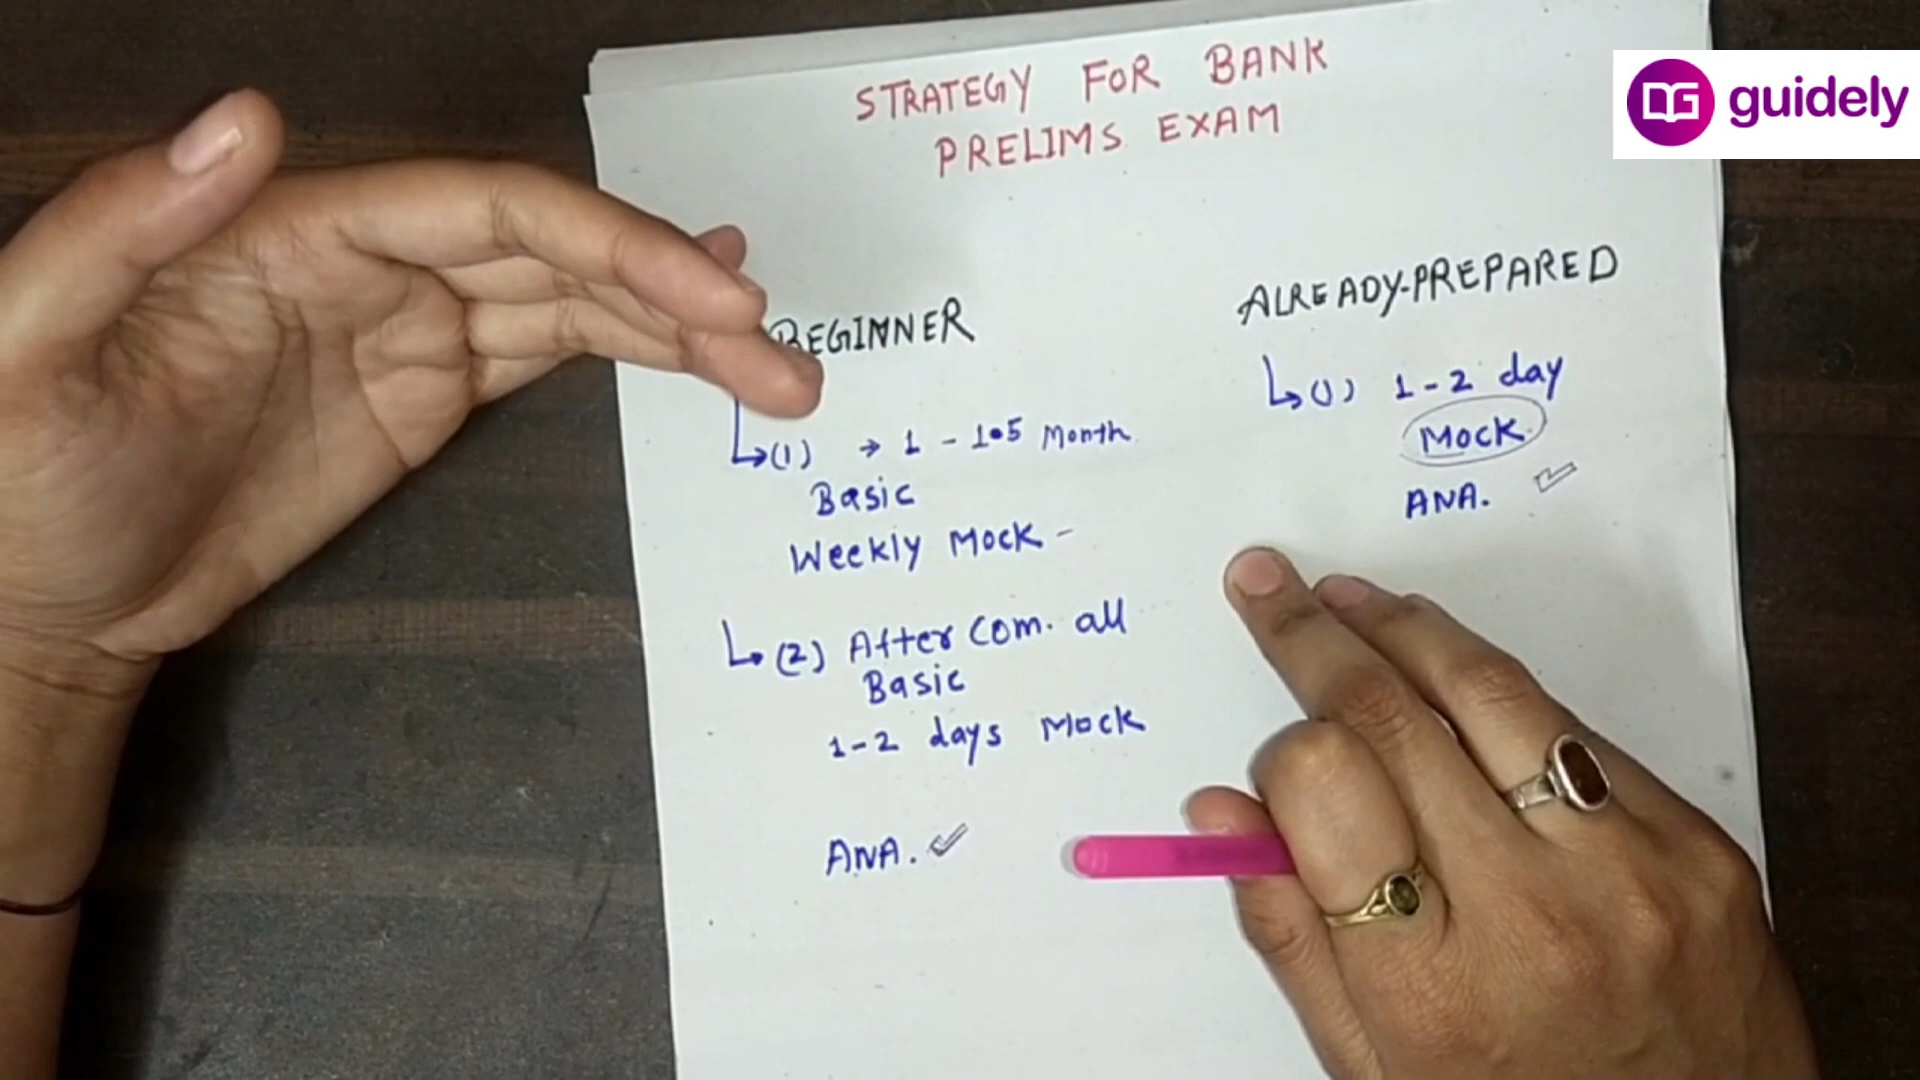 STRATEGY FOR BANK
PRELIMS EXAM
guidely
BEGINNER
(1) → 1 - 1.5 Month
Basic
Weekly Mock -
(2) After Com. all
Basic
1-2 days Mock
ANA. ✓
ALREADY-PREPARED
(1) 1-2 day
Mock
ANA. ✓